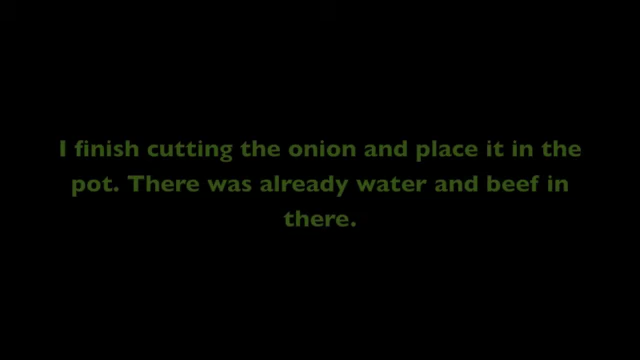 I finish cutting the onion and place it in the
pot. There was already water and beef in
there.